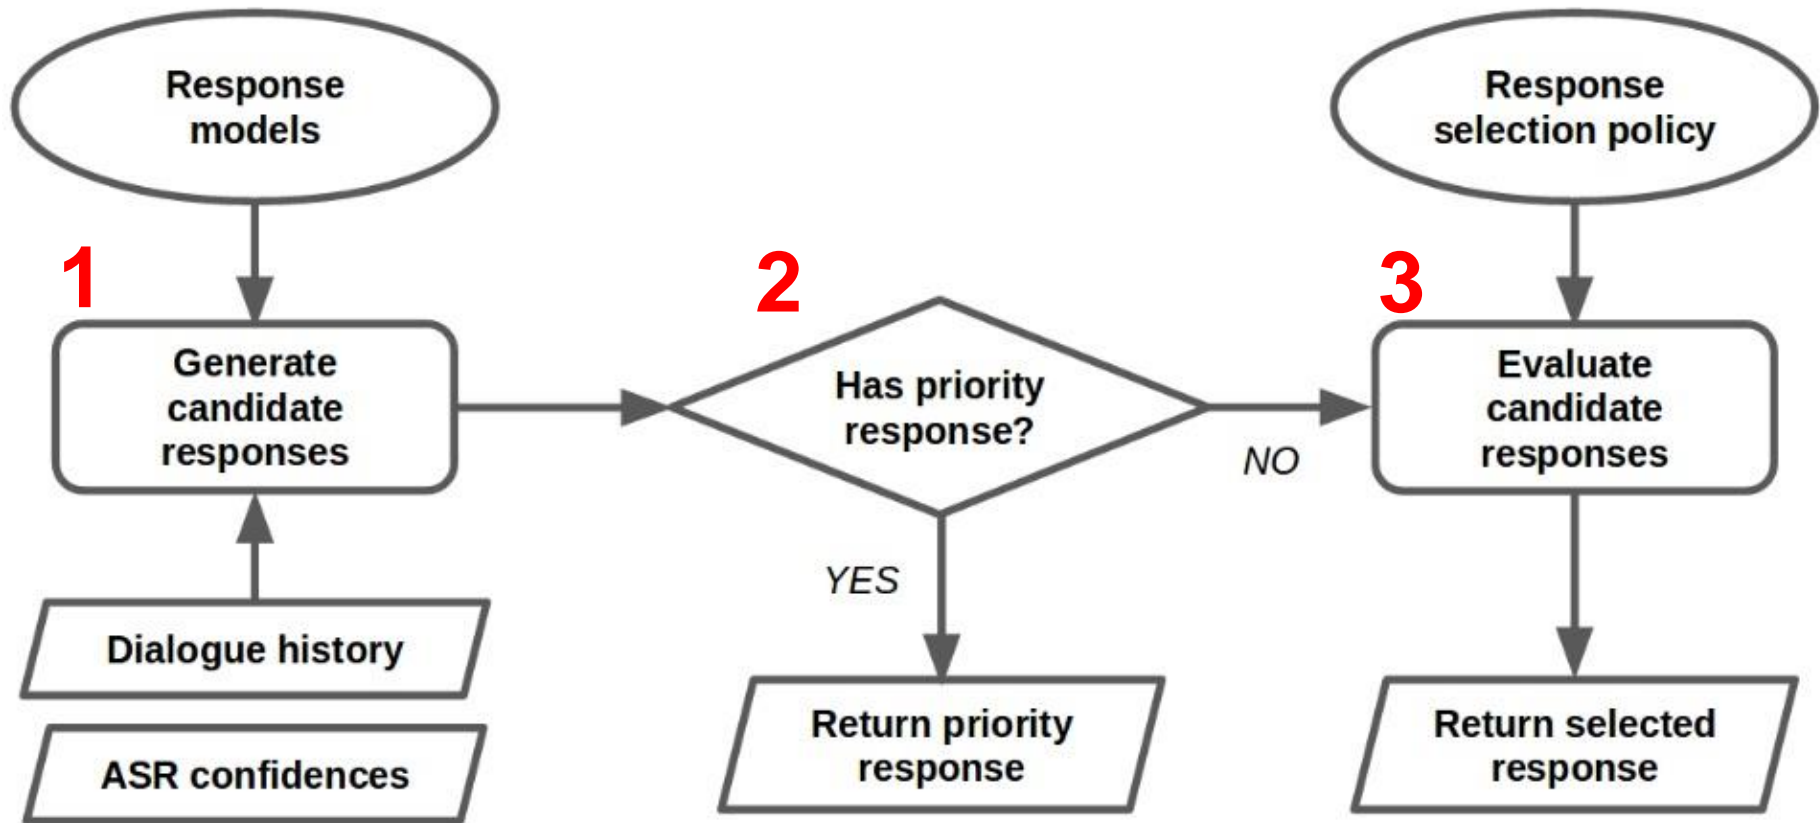 Response
models
Response
selection policy
1
2
3
Generate
candidate
responses
Has priority
response?
NO
Evaluate
candidate
responses
YES
Dialogue history
ASR confidences
Return priority
response
Return selected
response